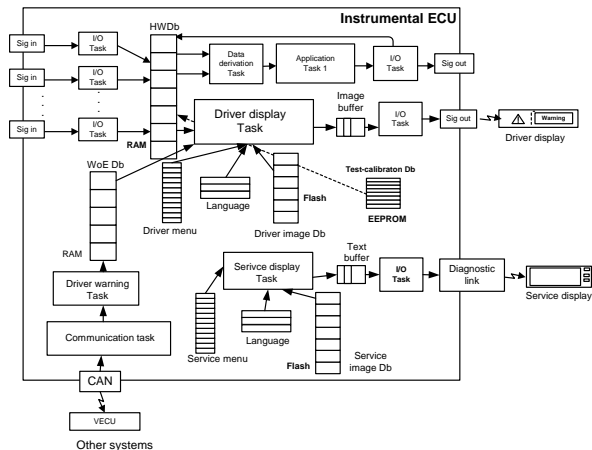 Instrumental ECU
HWDb
Sig in
I/O
Task
Data
derivation
Task
Application
Task 1
I/O
Task
Sig out
Sig in
I/O
Task
Sig in
I/O
Task
RAM
Driver display
Task
Image
buffer
I/O
Task
Sig out
Warning
Driver display
WoE Db
RAM
Driver menu
Language
Flash
Driver image Db
Test-calibraton Db
EEPROM
Driver warning
Task
Serivce display
Task
Text
buffer
I/O
Task
Diagnostic
link
Service display
Communication task
Service menu
Language
Flash
Service
image Db
CAN
VECU
Other systems